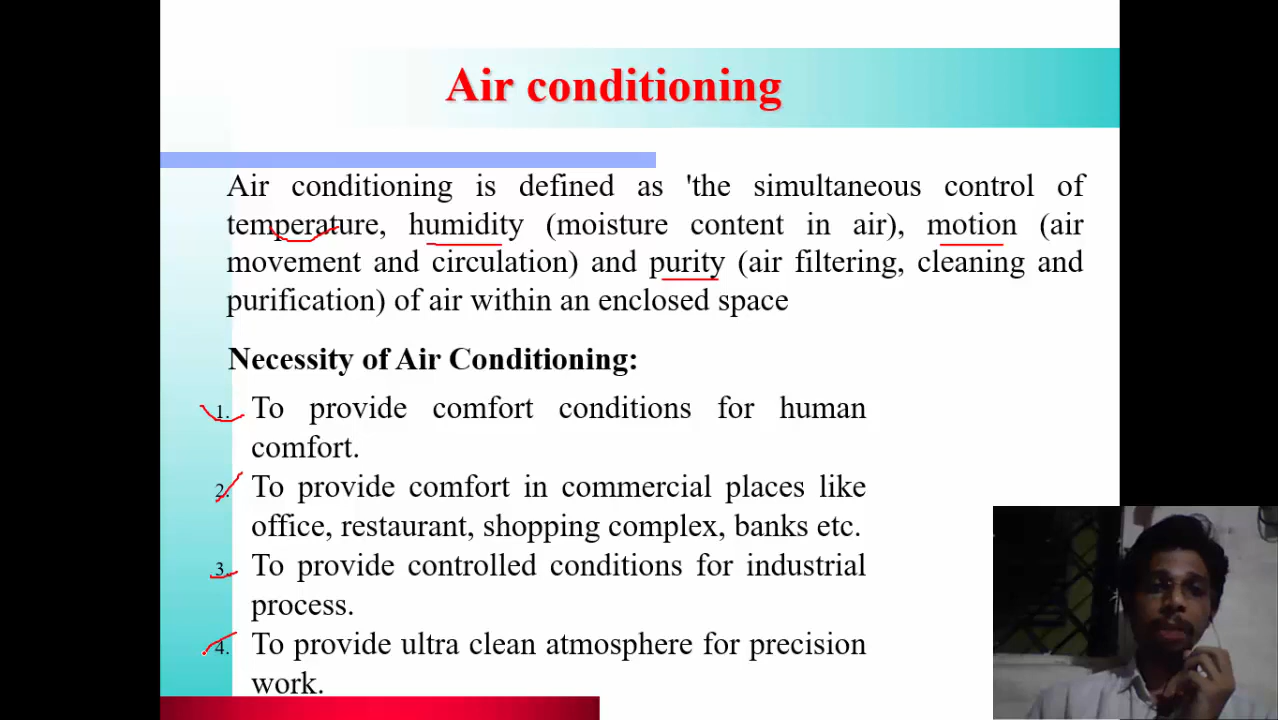 Air conditioning
Air conditioning is defined as 'the simultaneous control of
temperature, humidity (moisture content in air), motion (air
movement and circulation) and purity (air filtering, cleaning and
purification) of air within an enclosed space
Necessity of Air Conditioning:
1. To provide comfort conditions for human
comfort.
2. To provide comfort in commercial places like
office, restaurant, shopping complex, banks etc.
3. To provide controlled conditions for industrial
process.
4. To provide ultra clean atmosphere for precision
work.